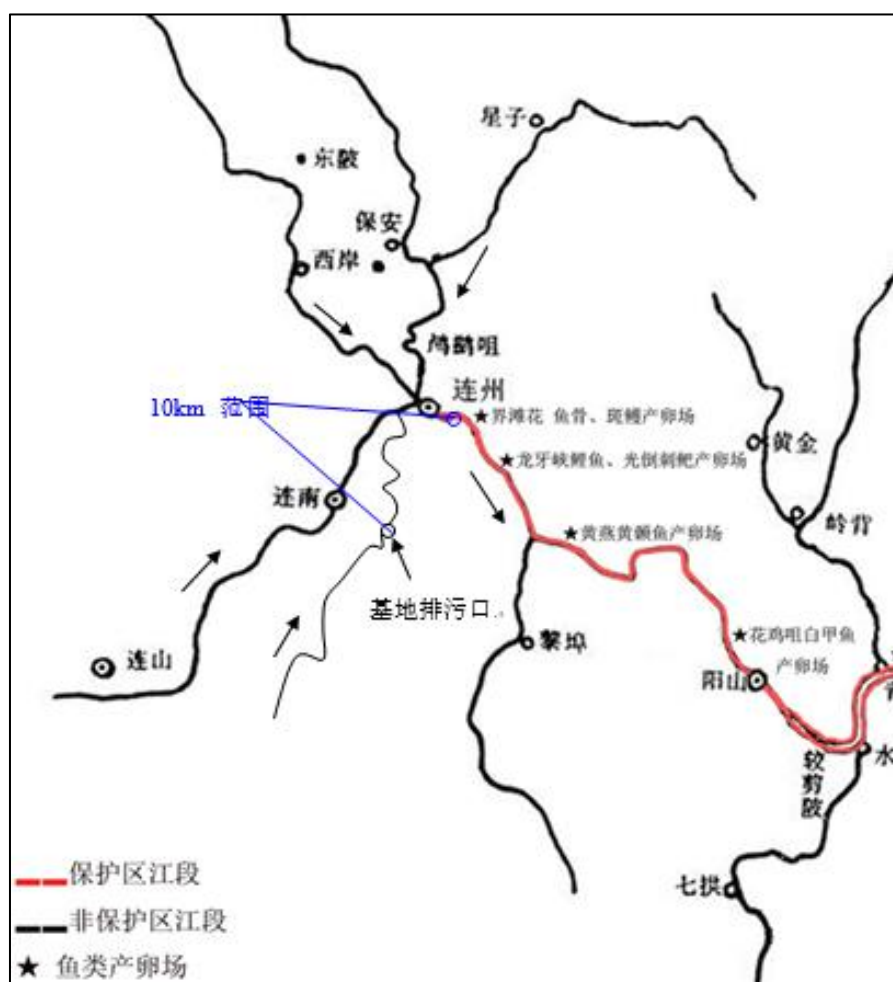 星子
东陂
保安
西岸
鸬鹚咀
10km 范围
连州
★界滩花 鱼骨、斑鳠产卵场
黄金
★龙牙峡鲤鱼、光倒刺鲃产卵场
连南
岭背
★黄燕黄颡鱼产卵场
基地排污口
黎埠
★花鸡咀白甲鱼
产卵场
连山
阳山
水
较剪陂
保护区江段
七拱
非保护区江段
★ 鱼类产卵场